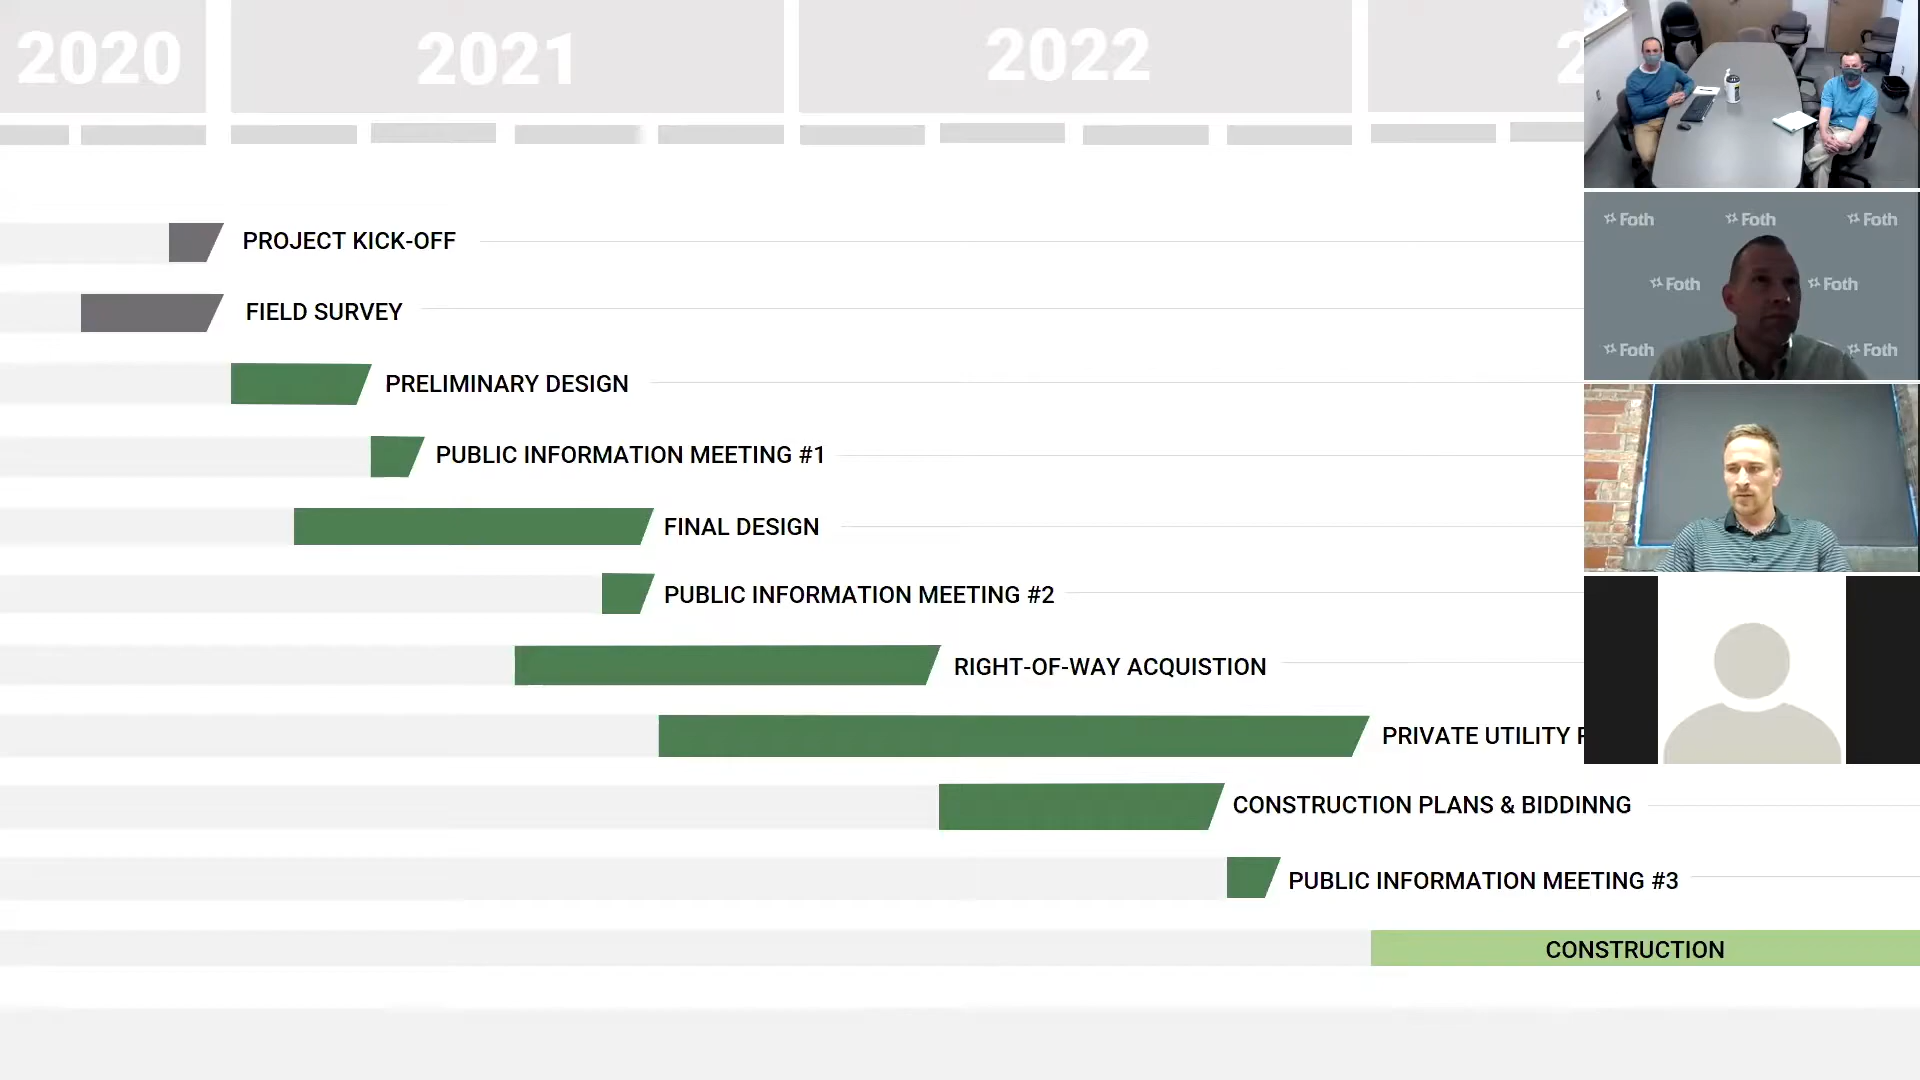 2020
2021
2022
PROJECT KICK-OFF
FIELD SURVEY
PRELIMINARY DESIGN
PUBLIC INFORMATION MEETING #1
FINAL DESIGN
PUBLIC INFORMATION MEETING #2
RIGHT-OF-WAY ACQUISTION
PRIVATE UTILITY
CONSTRUCTION PLANS & BIDDINNG
PUBLIC INFORMATION MEETING #3
CONSTRUCTION
Foth Foth Foth
Foth Foth
Foth Foth